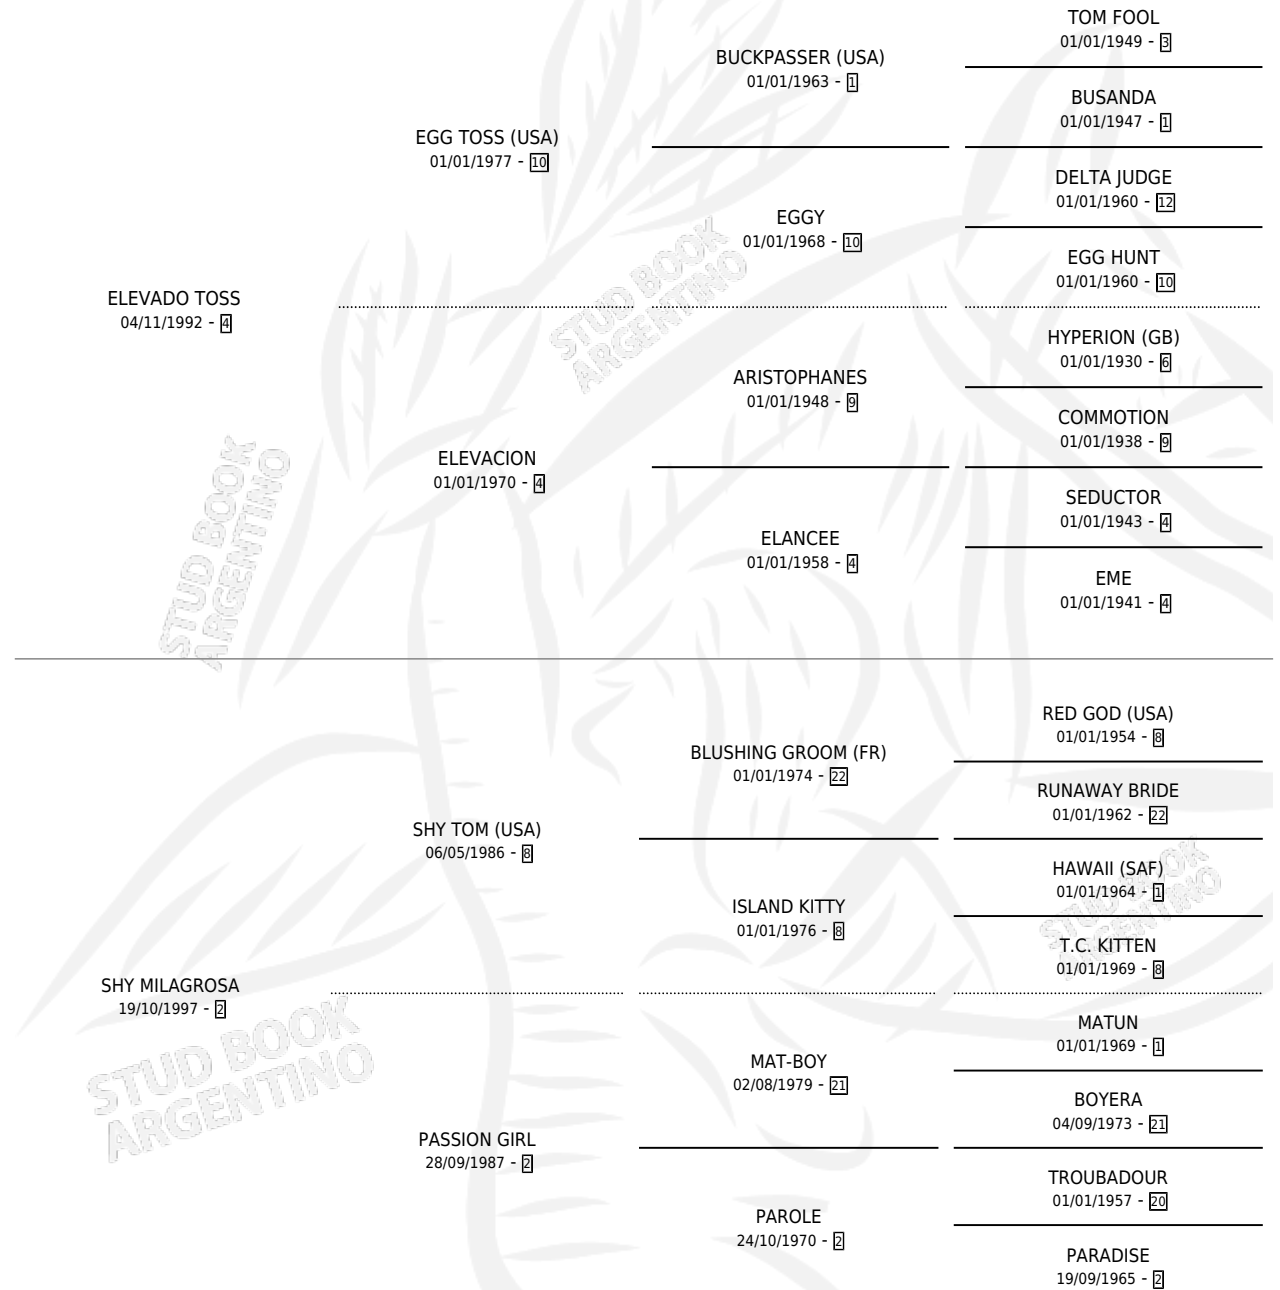 TOM FOOL
01/01/1949 - 3
BUCKPASSER (USA)
01/01/1963 - 1
BUSANDA
01/01/1947 - 1
EGG TOSS (USA)
01/01/1977 - 10
DELTA JUDGE
01/01/1960 - 12
EGGY
01/01/1968 - 10
EGG HUNT
01/01/1960 - 10
ELEVADO TOSS
04/11/1992 - 4
STUD BOOK
ARGENTINO
HYPERION (GB)
01/01/1930 - 6
ARISTOPHANES
01/01/1948 - 9
COMMOTION
01/01/1938 - 9
ELEVACION
01/01/1970 - 4
SEDUCTOR
01/01/1943 - 4
ELANCEE
01/01/1958 - 4
EME
01/01/1941 - 4
STUD BOOK
ARGENTINO
RED GOD (USA)
01/01/1954 - 8
BLUSHING GROOM (FR)
01/01/1974 - 22
RUNAWAY BRIDE
01/01/1962 - 22
SHY TOM (USA)
06/05/1986 - 8
HAWAII (SAF)
01/01/1964 - 1
ISLAND KITTY
01/01/1976 - 8
STUD BOOK
ARGENTINO
T.C. KITTEN
01/01/1969 - 8
SHY MILAGROSA
19/10/1997 - 2
STUD BOOK
ARGENTINO
MATUN
01/01/1969 - 1
MAT-BOY
02/08/1979 - 21
BOYERA
04/09/1973 - 21
PASSION GIRL
28/09/1987 - 2
TROUBADOUR
01/01/1957 - 20
PAROLE
24/10/1970 - 2
PARADISE
19/09/1965 - 2